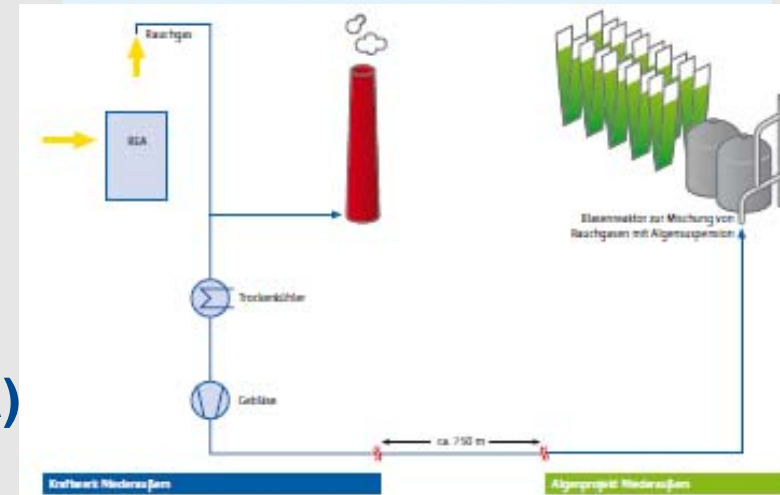 Rauchgas
REA
Blasenreaktor zur Mischung von
Rauchgasen mit Algensuspension
Trockenkühler
Gebläse
)
ca. 750 m
Kraftwerk Niederaußem
Algenprojekt Niederaußem